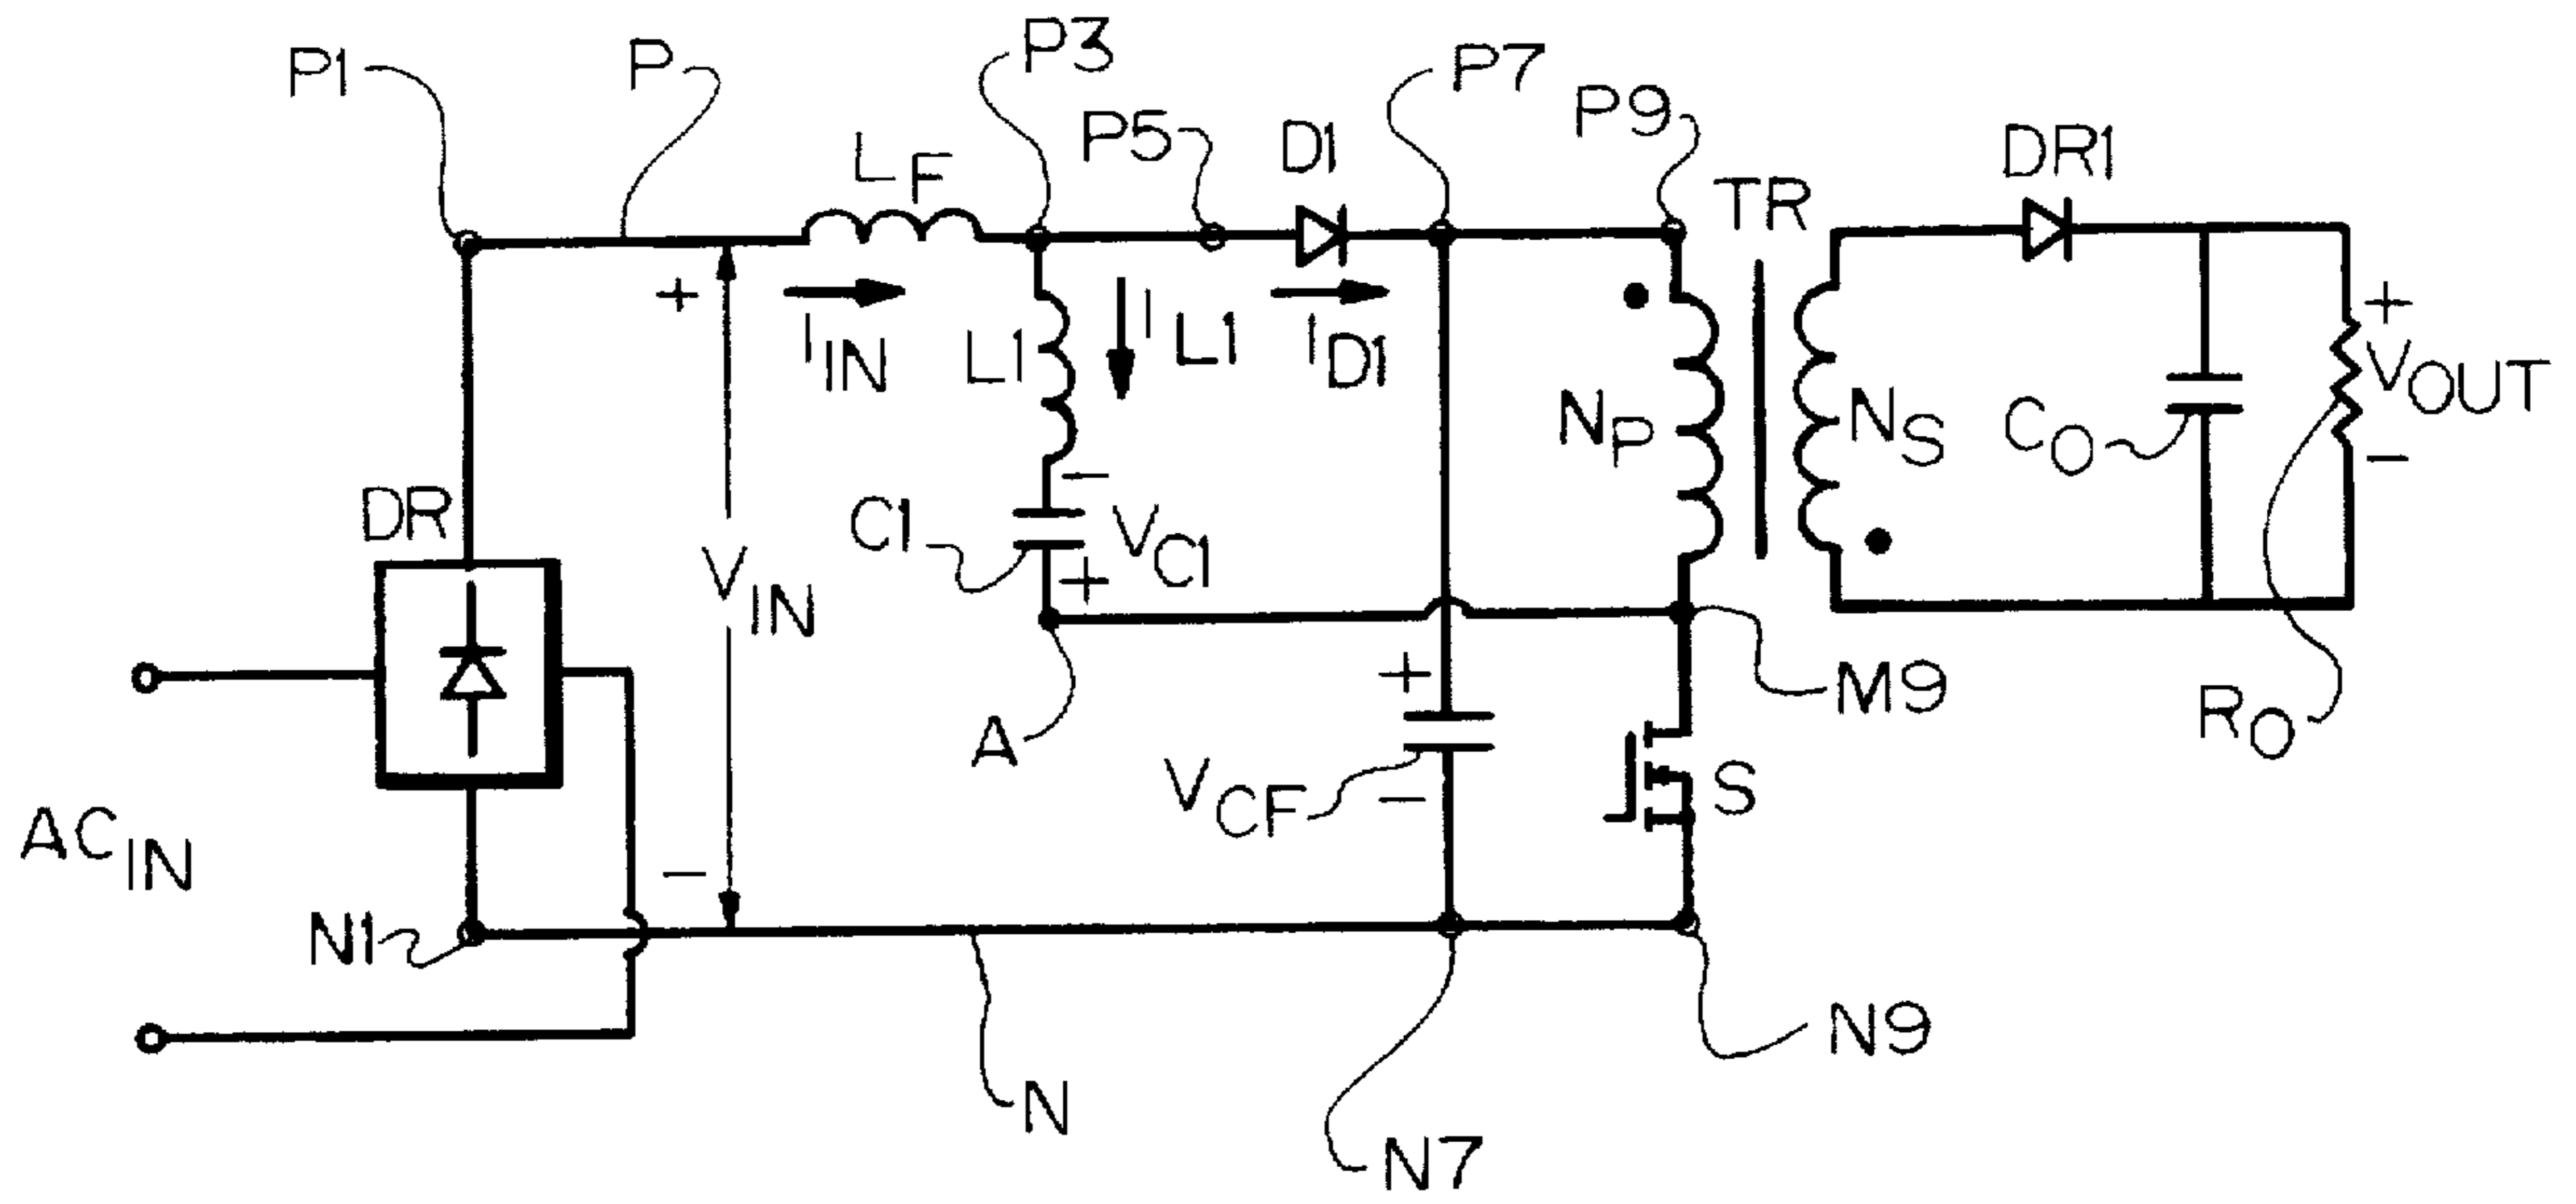 P1
P
P3
P7
P5
D1
P9
LF
DR1
TR
+
IIN
L1
IL1
ID1
NP
NS
CO
+
VOUT
−
DR
C1
−
VC1
+
VIN
A
+
VCF
−
M9
S
RO
ACIN
−
N1
N
N7
N9